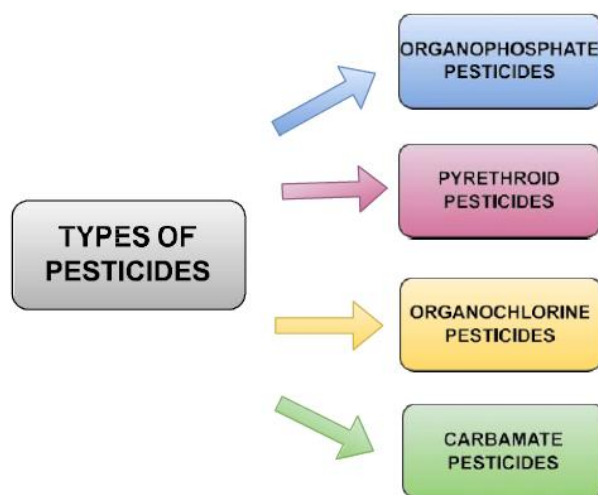 TYPES OF
PESTICIDES
ORGANOPHOSPHATE
PESTICIDES
PYRETHROID
PESTICIDES
ORGANOCHLORINE
PESTICIDES
CARBAMATE
PESTICIDES